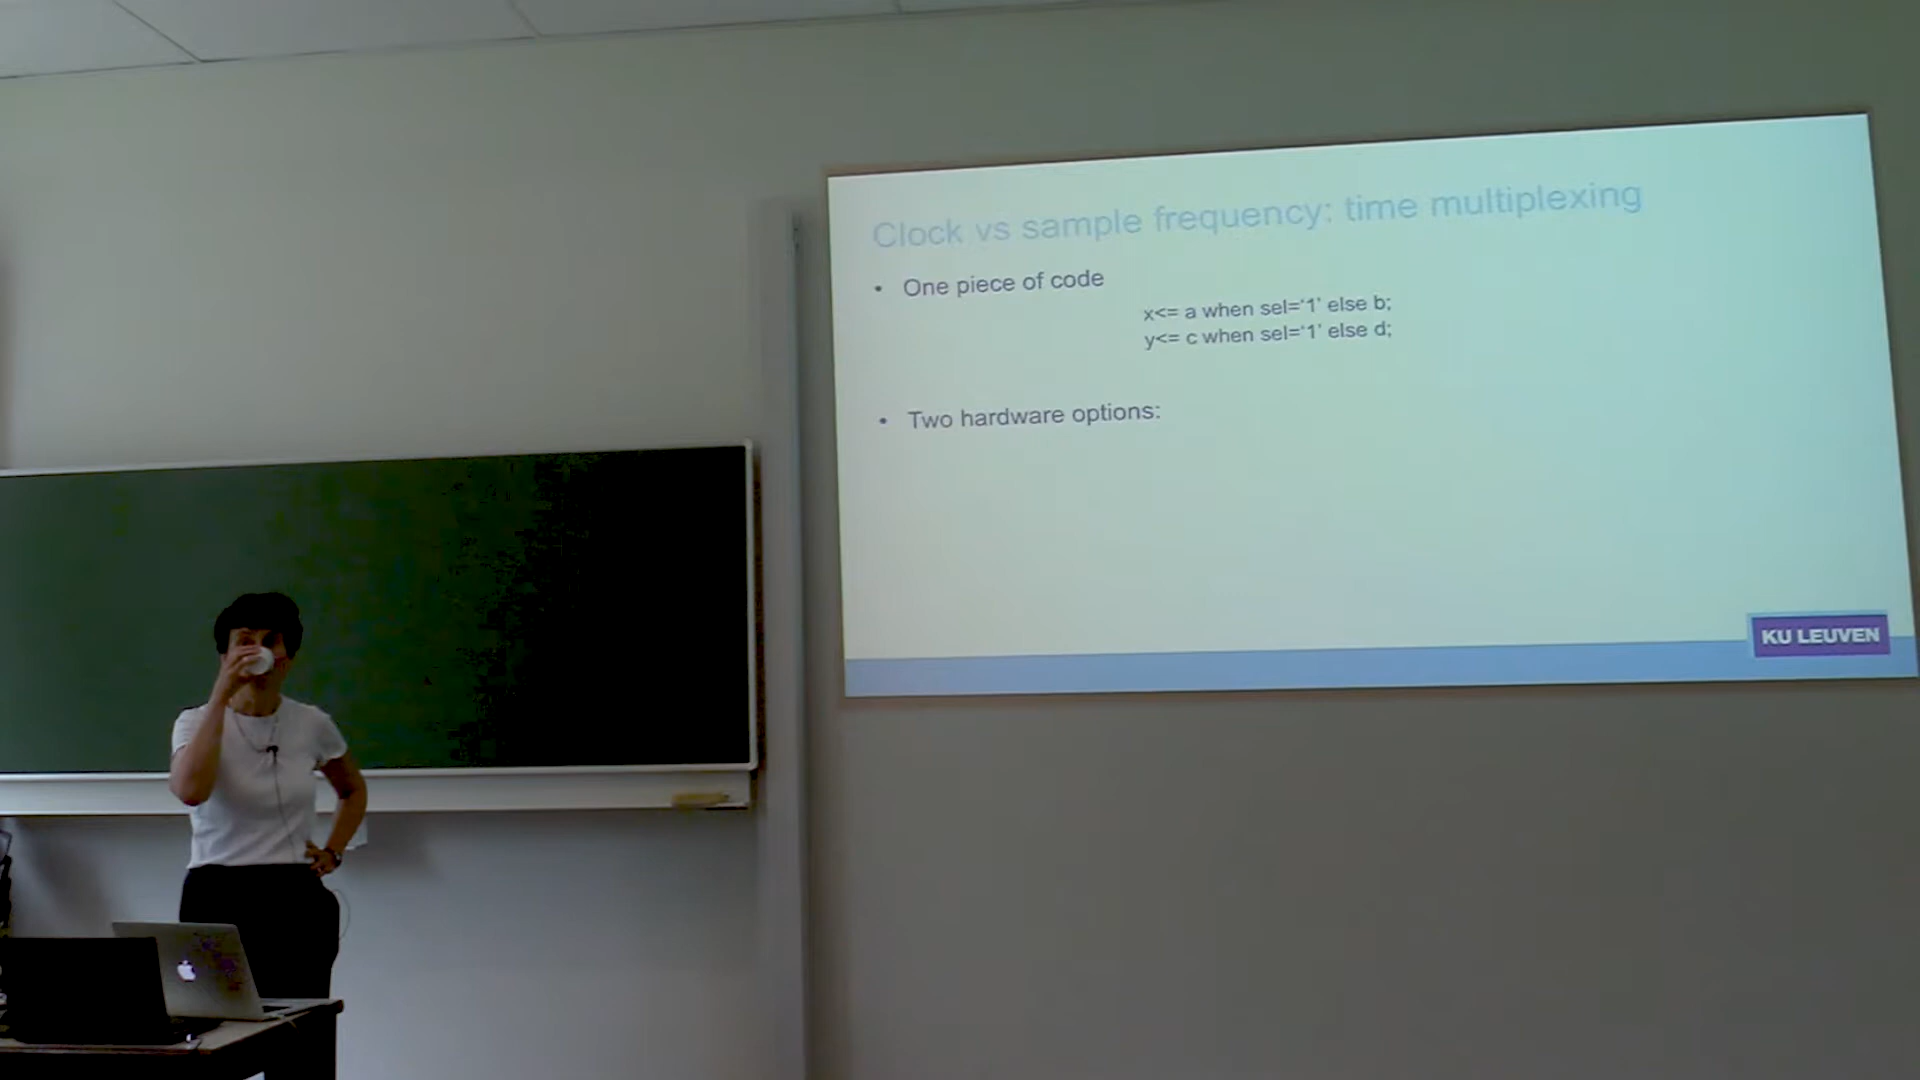 Clock vs sample frequency: time multiplexing
• One piece of code
x<= a when sel=‘1’ else b;
y<= c when sel=‘1’ else d;
• Two hardware options:
KU LEUVEN